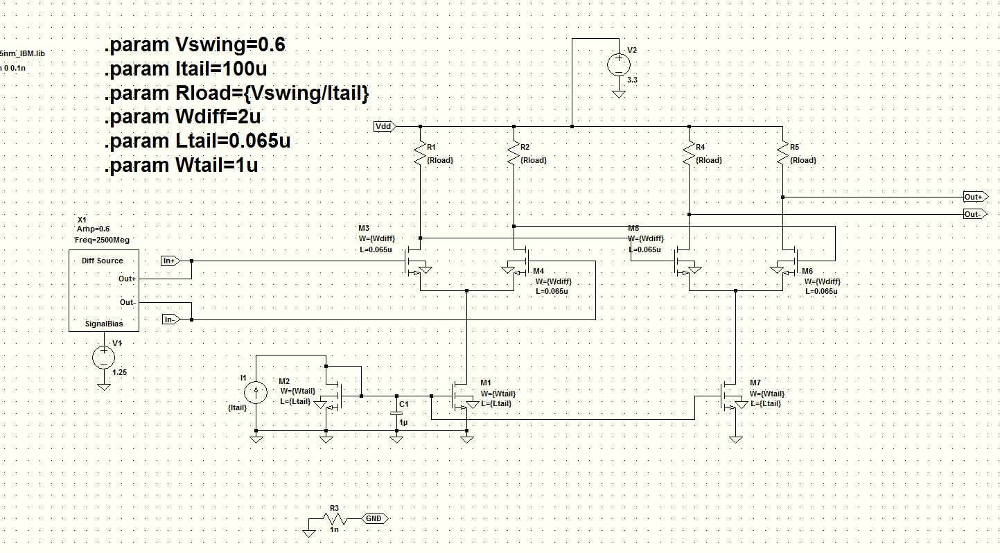 .param Vswing=0.6
5nm_IBM.lib
.param Itail=100u
0 0.1n
.param Rload={Vswing/Itail}
.param Wdiff=2u
.param Ltail=0.065u
.param Wtail=1u
V2
3.3
Vdd
R1
{Rload}
R2
{Rload}
R4
{Rload}
R5
{Rload}
Out+
Out-
X1
Amp=0.6
Freq=2500Meg
Diff Source
Out+
Out-
SignalBias
In+
In-
V1
1.25
M3
W={Wdiff}
L=0.065u
M4
W={Wdiff}
L=0.065u
M5
W={Wdiff}
L=0.065u
M6
W={Wdiff}
L=0.065u
I1
{Itail}
M2
W={Wtail}
L={Ltail}
C1
1µ
M1
W={Wtail}
L={Ltail}
M7
W={Wtail}
L={Ltail}
R3
1n
GND